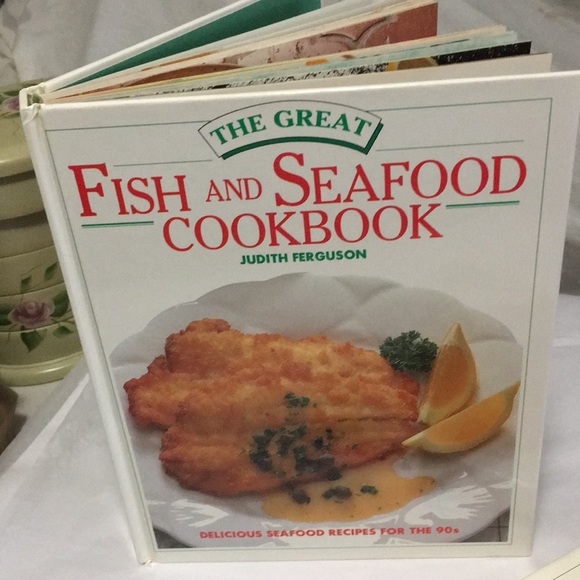 THE GREAT
FISH AND SEAFOOD
COOKBOOK
JUDITH FERGUSON
DELICIOUS SEAFOOD RECIPES FOR THE 90s